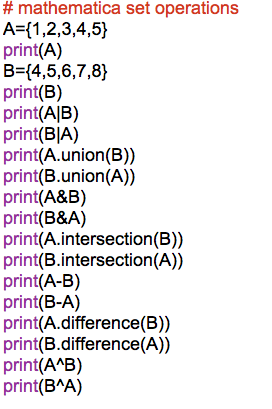 # mathematica set operations
A={1,2,3,4,5}
print(A)
B={4,5,6,7,8}
print(B)
print(A|B)
print(B|A)
print(A.union(B))
print(B.union(A))
print(A&B)
print(B&A)
print(A.intersection(B))
print(B.intersection(A))
print(A-B)
print(B-A)
print(A.difference(B))
print(B.difference(A))
print(A^B)
print(B^A)